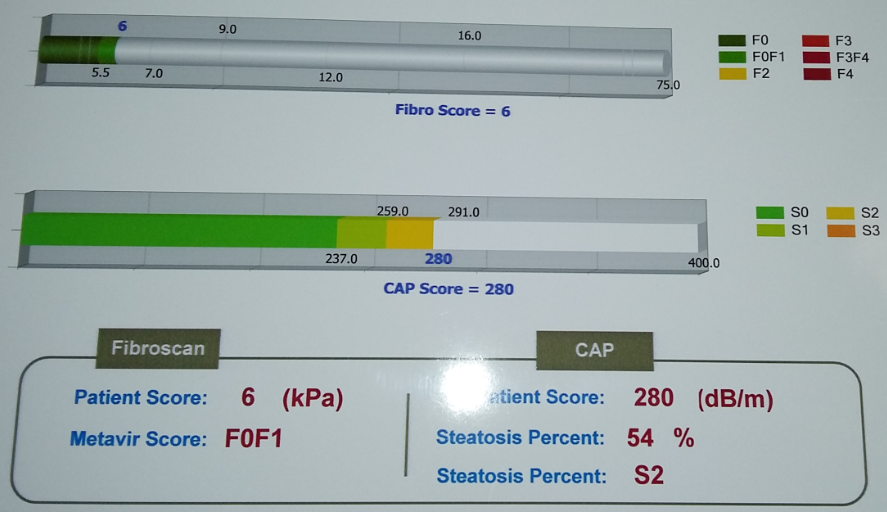 6 9.0 16.0
5.5 7.0 12.0 75.0
Fibro Score = 6
F0 F3
F0F1 F3F4
F2 F4
259.0 291.0
237.0 280 400.0
CAP Score = 280
S0 S2
S1 S3
Fibroscan
Patient Score: 6 (kPa)
Metavir Score: F0F1
CAP
atient Score: 280 (dB/m)
Steatosis Percent: 54 %
Steatosis Percent: S2